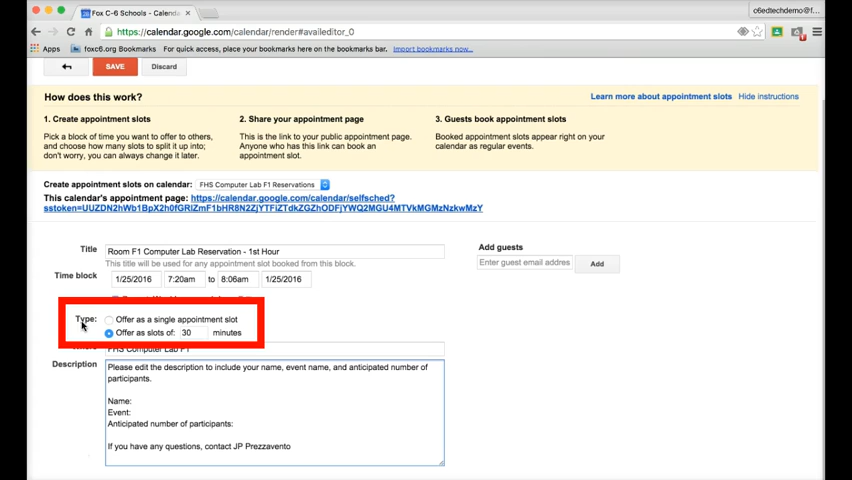 Fox C-6 Schools - Calenda
c6edtechdemo@f...
https://calendar.google.com/calendar/render#availeditor_0
Apps foxc6.org Bookmarks For quick access, place your bookmarks here on the bookmarks bar. Import bookmarks now...
SAVE Discard
How does this work? Learn more about appointment slots Hide instructions
1. Create appointment slots 2. Share your appointment page 3. Guests book appointment slots
Pick a block of time you want to offer to others, This is the link to your public appointment page. Booked appointment slots appear right on your
and choose how many slots to split it up into; Anyone who has this link can book an calendar as regular events.
don't worry, you can always change it later. appointment slot.
Create appointment slots on calendar: FHS Computer Lab F1 Reservations
This calendar's appointment page: https://calendar.google.com/calendar/selfsched?
Title Room F1 Computer Lab Reservation - 1st Hour Add guests
This title will be used for any appointment slot booked from this block. Enter guest email addres Add
Time block 1/25/2016 7:20am to 8:06am 1/25/2016
Type: Offer as a single appointment slot
Offer as slots of: 30 minutes
FHS Computer Lab F1
Description Please edit the description to include your name, event name, and anticipated number of
participants.
Name:
Event:
Anticipated number of participants:
If you have any questions, contact JP Prezzavento